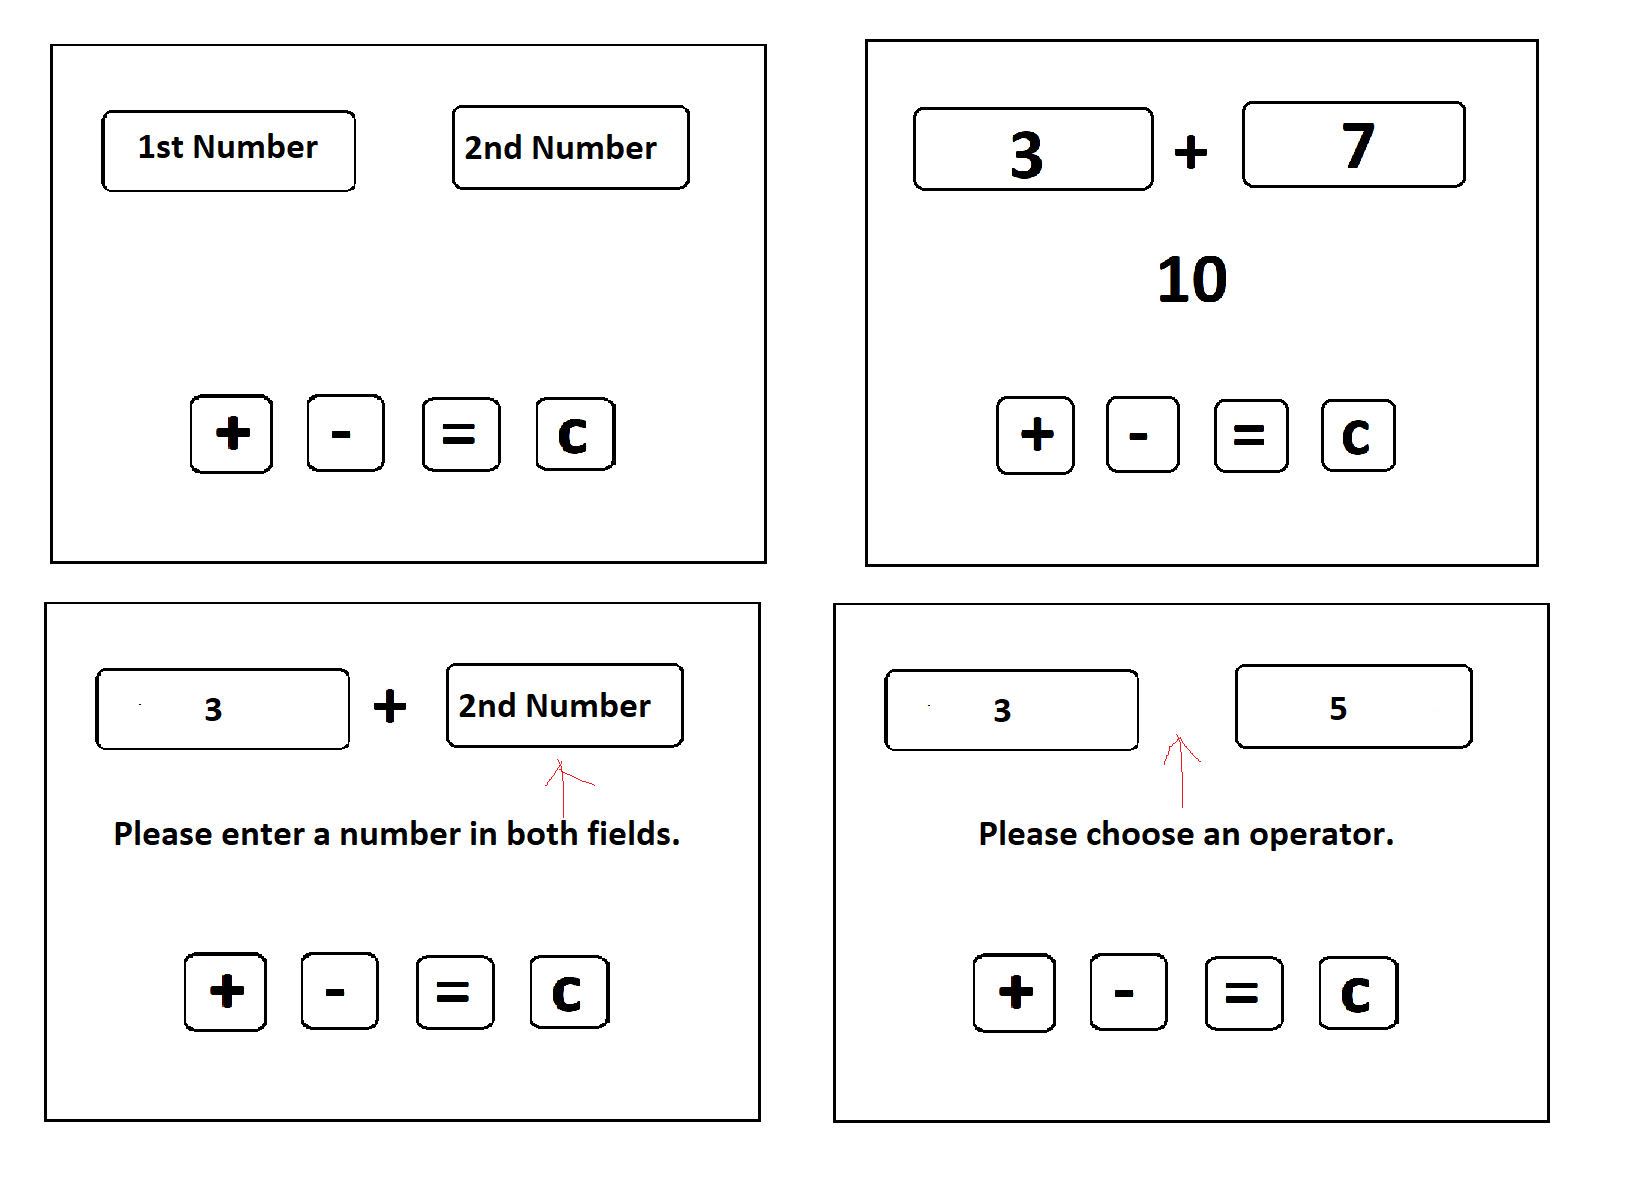 1st Number 2nd Number
+ - = c
3 + 7
10
+ - = c
3 + 2nd Number
Please enter a number in both fields.
+ - = c
3 5
Please choose an operator.
+ - = c